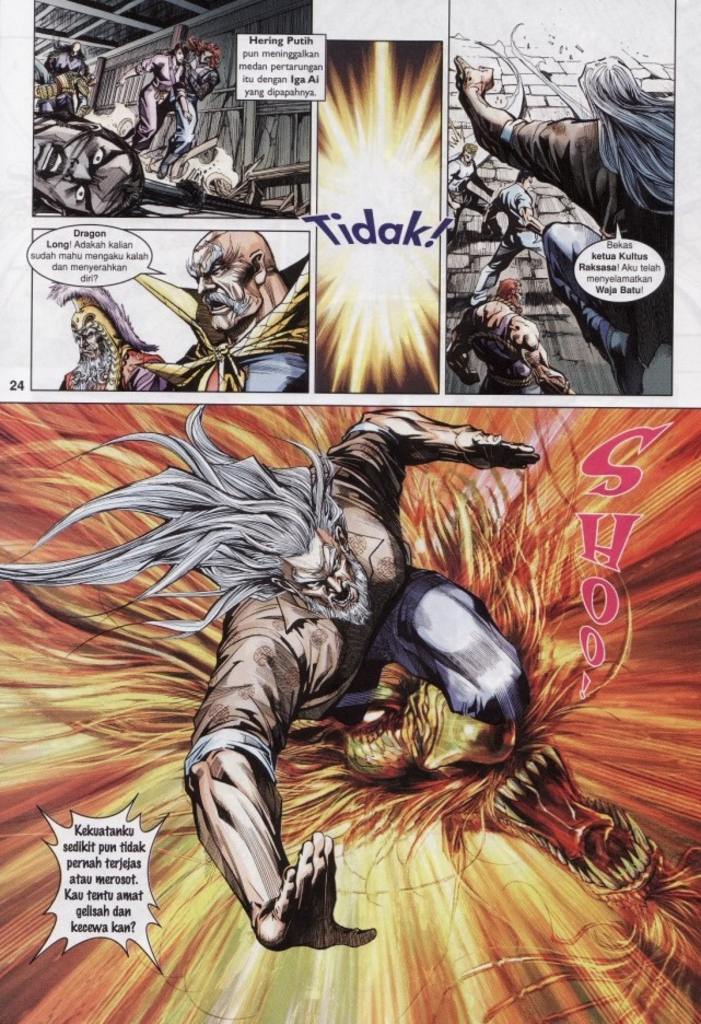 Hering Putih
pun meninggalkan
medan pertarungan
itu dengan Iga Ai
yang dipapahnya.
Tidak!
Dragon
Long! Adakah kalian
sudah mahu mengaku kalah
dan menyerahkan
diri?
Bekas
ketua Kultus
Raksasa! Aku telah
menyelamatkan
Waja Batu!
24
SHOO!
Kekuatanku
sedikit pun tidak
pernah terjejas
atau merosot.
Kau tentu amat
gelisah dan
kecewa kan?